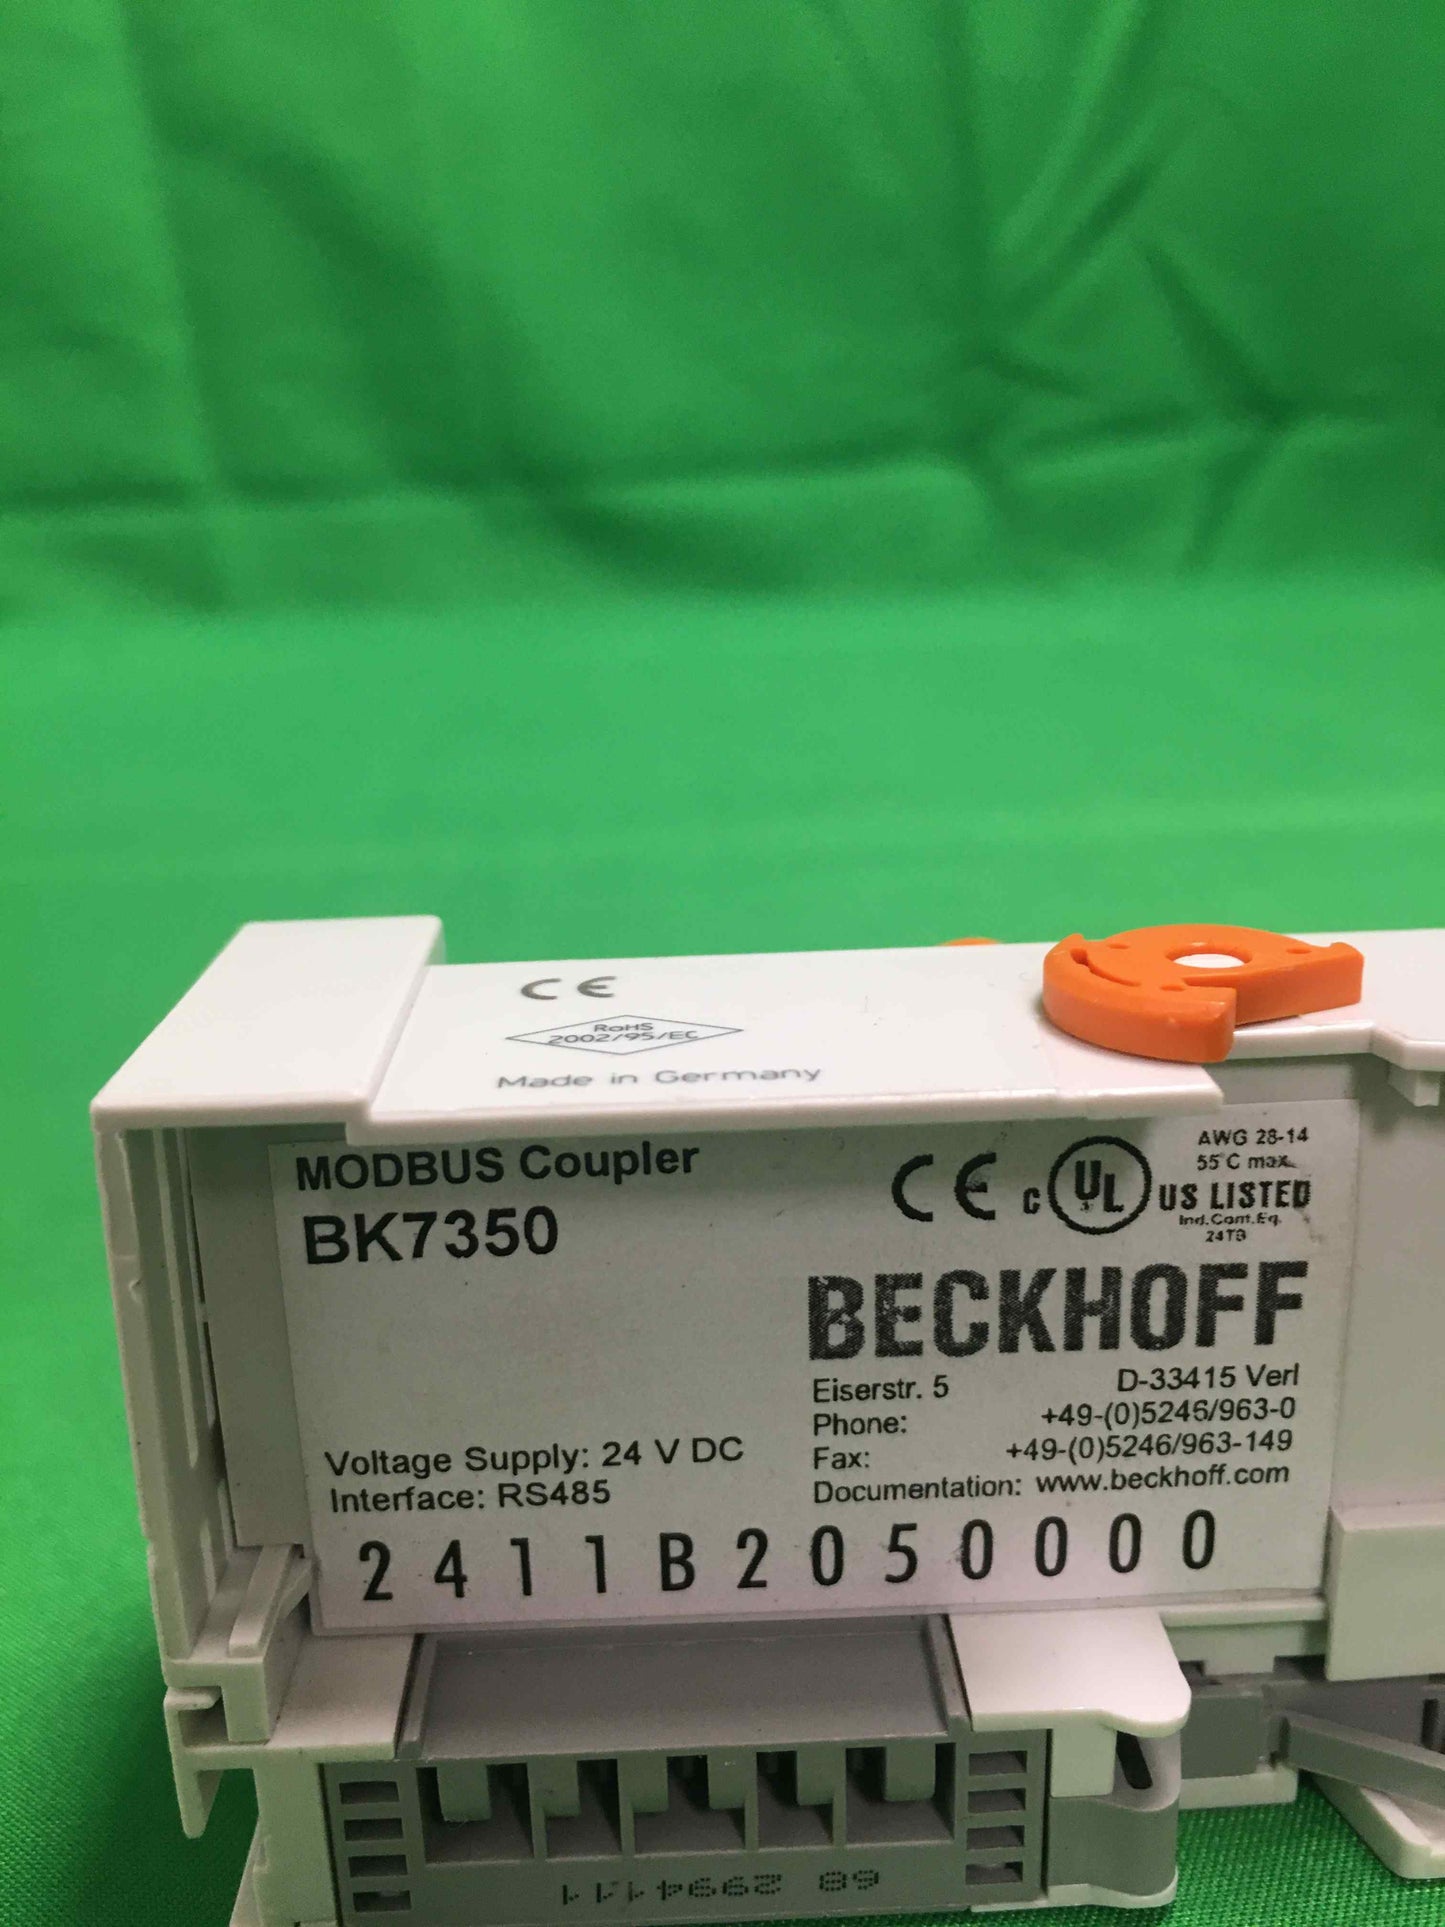 CE
RoHS
2002/95/EC
Made in Germany
MODBUS Coupler
BK7350
CE c UL US LISTED
AWG 28-14
55°C max.
Ind.Cont.Eq.
24TB
BECKHOFF
Eiserstr. 5 D-33415 Verl
Phone: +49-(0)5246/963-0
Fax: +49-(0)5246/963-149
Documentation: www.beckhoff.com
Voltage Supply: 24 V DC
Interface: RS485
2411B2050000